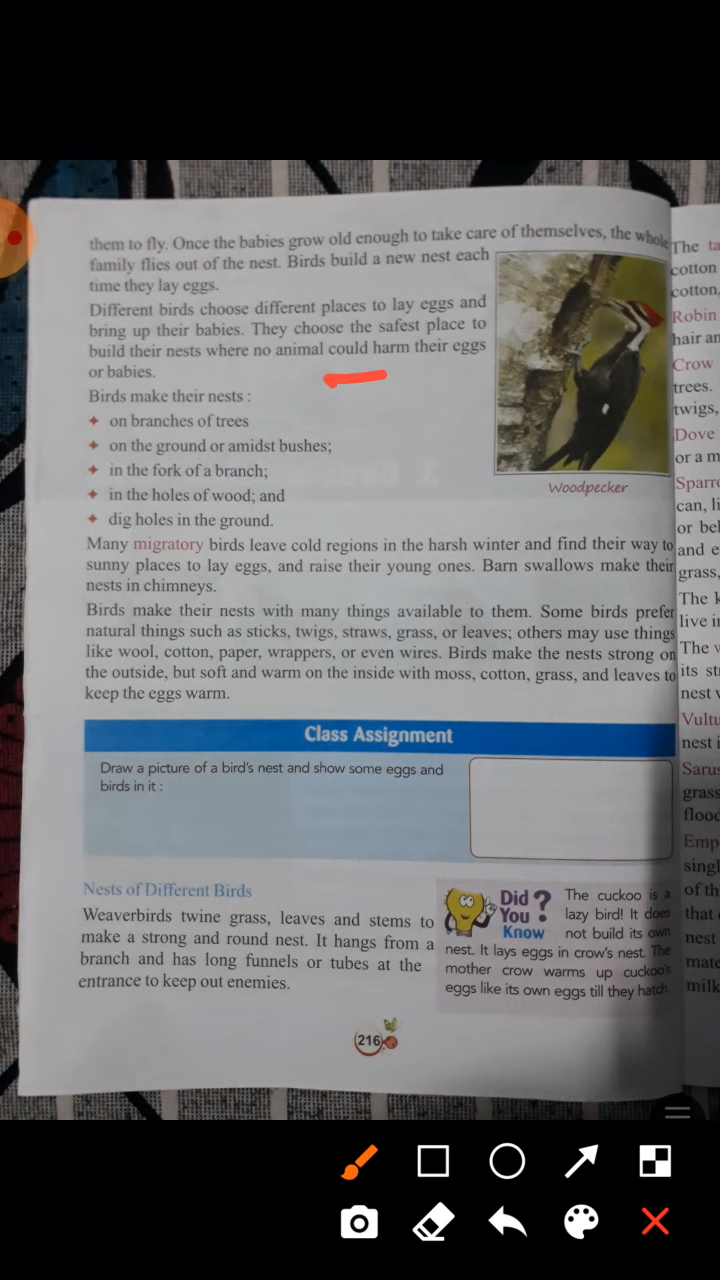 them to fly. Once the babies grow old enough to take care of themselves, the whole
family flies out of the nest. Birds build a new nest each
time they lay eggs.
Different birds choose different places to lay eggs and
bring up their babies. They choose the safest place to
build their nests where no animal could harm their eggs
or babies.
Birds make their nests :
on branches of trees
on the ground or amidst bushes;
in the fork of a branch;
in the holes of wood; and
dig holes in the ground.
Woodpecker
Many migratory birds leave cold regions in the harsh winter and find their way to
sunny places to lay eggs, and raise their young ones. Barn swallows make their
nests in chimneys.
Birds make their nests with many things available to them. Some birds prefer
natural things such as sticks, twigs, straws, grass, or leaves; others may use things
like wool, cotton, paper, wrappers, or even wires. Birds make the nests strong on
the outside, but soft and warm on the inside with moss, cotton, grass, and leaves to
keep the eggs warm.
Class Assignment
Draw a picture of a bird's nest and show some eggs and
birds in it :
Nests of Different Birds
Weaverbirds twine grass, leaves and stems to
make a strong and round nest. It hangs from a
branch and has long funnels or tubes at the
entrance to keep out enemies.
Did You Know ?
The cuckoo is a
lazy bird! It does
not build its own
nest. It lays eggs in crow's nest. The
mother crow warms up cuckoo's
eggs like its own eggs till they hatch.
216
The
cotton
cotton,
Robin
hair
Crow
trees.
twigs,
Dove
or a
can,
or
and
grass,
The
live
The
its
nest
nest
grass
of
that
nest
milk